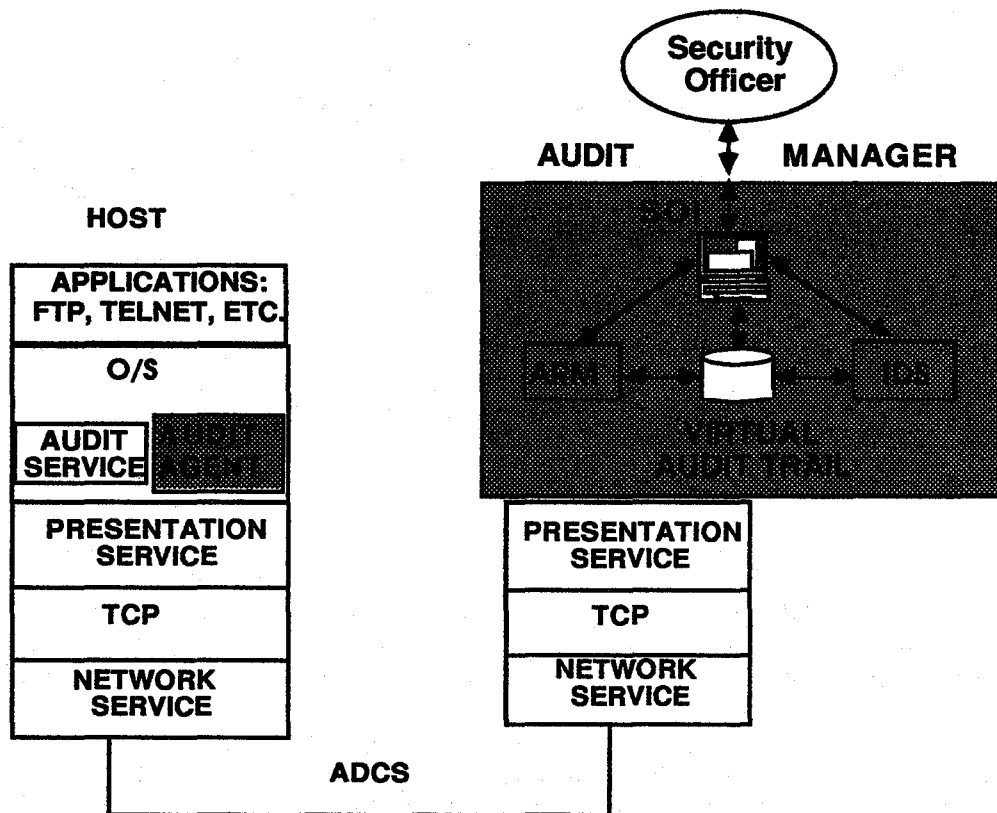 Security
Officer
AUDIT MANAGER
HOST
SOI
APPLICATIONS:
FTP, TELNET, ETC.
O/S
ARM
IDS
AUDIT
SERVICE
AUDIT
AGENT
VIRTUAL
AUDIT TRAIL
PRESENTATION
SERVICE
TCP
NETWORK
SERVICE
PRESENTATION
SERVICE
TCP
NETWORK
SERVICE
ADCS